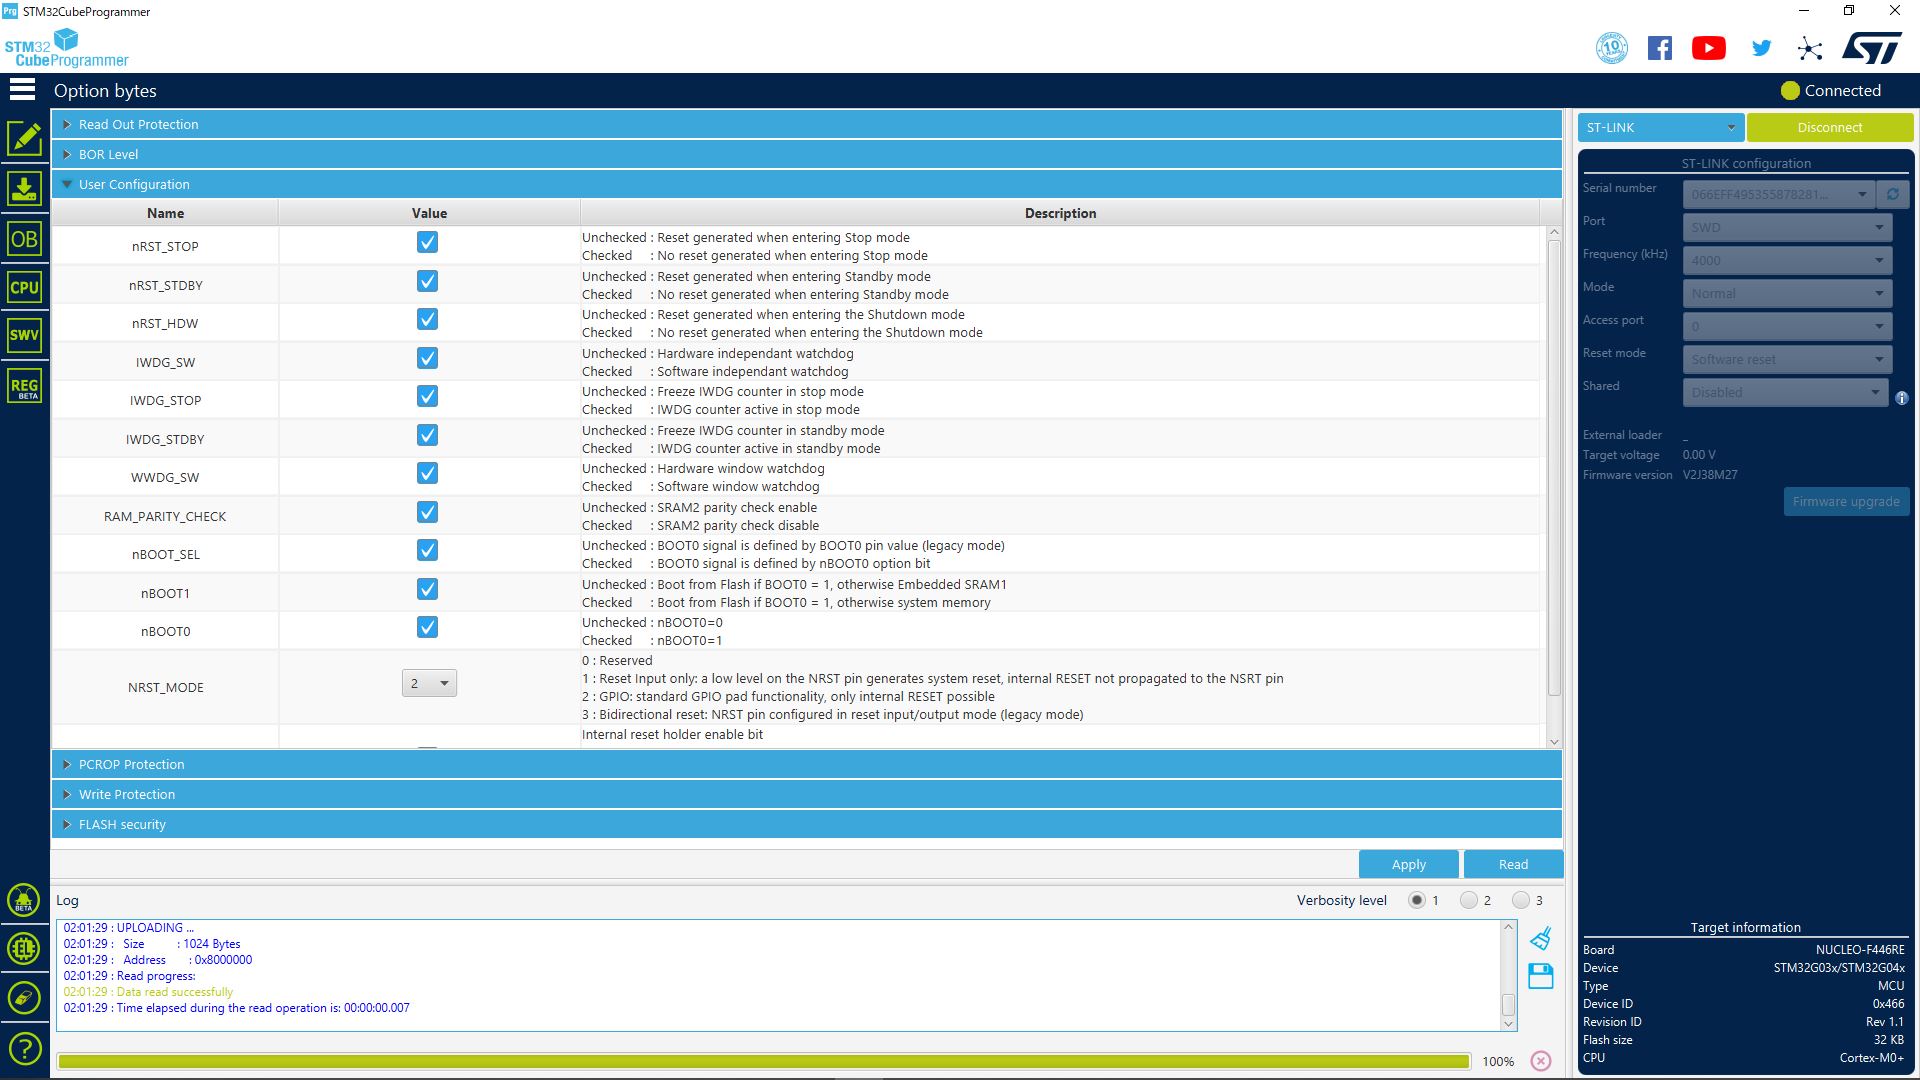 Prg STM32CubeProgrammer
STM32
CubeProgrammer
10
ST
Option bytes
Connected
Read Out Protection
BOR Level
User Configuration
Name Value Description
nRST_STOP
Unchecked : Reset generated when entering Stop mode
Checked : No reset generated when entering Stop mode
nRST_STDBY
Unchecked : Reset generated when entering Standby mode
Checked : No reset generated when entering Standby mode
nRST_HDW
Unchecked : Reset generated when entering the Shutdown mode
Checked : No reset generated when entering the Shutdown mode
IWDG_SW
Unchecked : Hardware independant watchdog
Checked : Software independant watchdog
IWDG_STOP
Unchecked : Freeze IWDG counter in stop mode
Checked : IWDG counter active in stop mode
IWDG_STDBY
Unchecked : Freeze IWDG counter in standby mode
Checked : IWDG counter active in standby mode
WWDG_SW
Unchecked : Hardware window watchdog
Checked : Software window watchdog
RAM_PARITY_CHECK
Unchecked : SRAM2 parity check enable
Checked : SRAM2 parity check disable
nBOOT_SEL
Unchecked : BOOT0 signal is defined by BOOT0 pin value (legacy mode)
Checked : BOOT0 signal is defined by nBOOT0 option bit
nBOOT1
Unchecked : Boot from Flash if BOOT0 = 1, otherwise Embedded SRAM1
Checked : Boot from Flash if BOOT0 = 1, otherwise system memory
nBOOT0
Unchecked : nBOOT0=0
Checked : nBOOT0=1
NRST_MODE
2
0 : Reserved
1 : Reset Input only: a low level on the NRST pin generates system reset, internal RESET not propagated to the NSRT pin
2 : GPIO: standard GPIO pad functionality, only internal RESET possible
3 : Bidirectional reset: NRST pin configured in reset input/output mode (legacy mode)
Internal reset holder enable bit
PCROP Protection
Write Protection
FLASH security
Apply Read
OB
CPU
SWV
REG
BETA
BETA
Log
Verbosity level 1 2 3
02:01:29 : UPLOADING ...
02:01:29 : Size : 1024 Bytes
02:01:29 : Address : 0x8000000
02:01:29 : Read progress:
02:01:29 : Data read successfully
02:01:29 : Time elapsed during the read operation is: 00:00:00.007
100%
ST-LINK Disconnect
ST-LINK configuration
Serial number 066EFF495355878281...
Port SWD
Frequency (kHz) 4000
Mode Normal
Access port 0
Reset mode Software reset
Shared Disabled
External loader _
Target voltage 0.00 V
Firmware version V2J38M27
Firmware upgrade
Target information
Board NUCLEO-F446RE
Device STM32G03x/STM32G04x
Type MCU
Device ID 0x466
Revision ID Rev 1.1
Flash size 32 KB
CPU Cortex-M0+